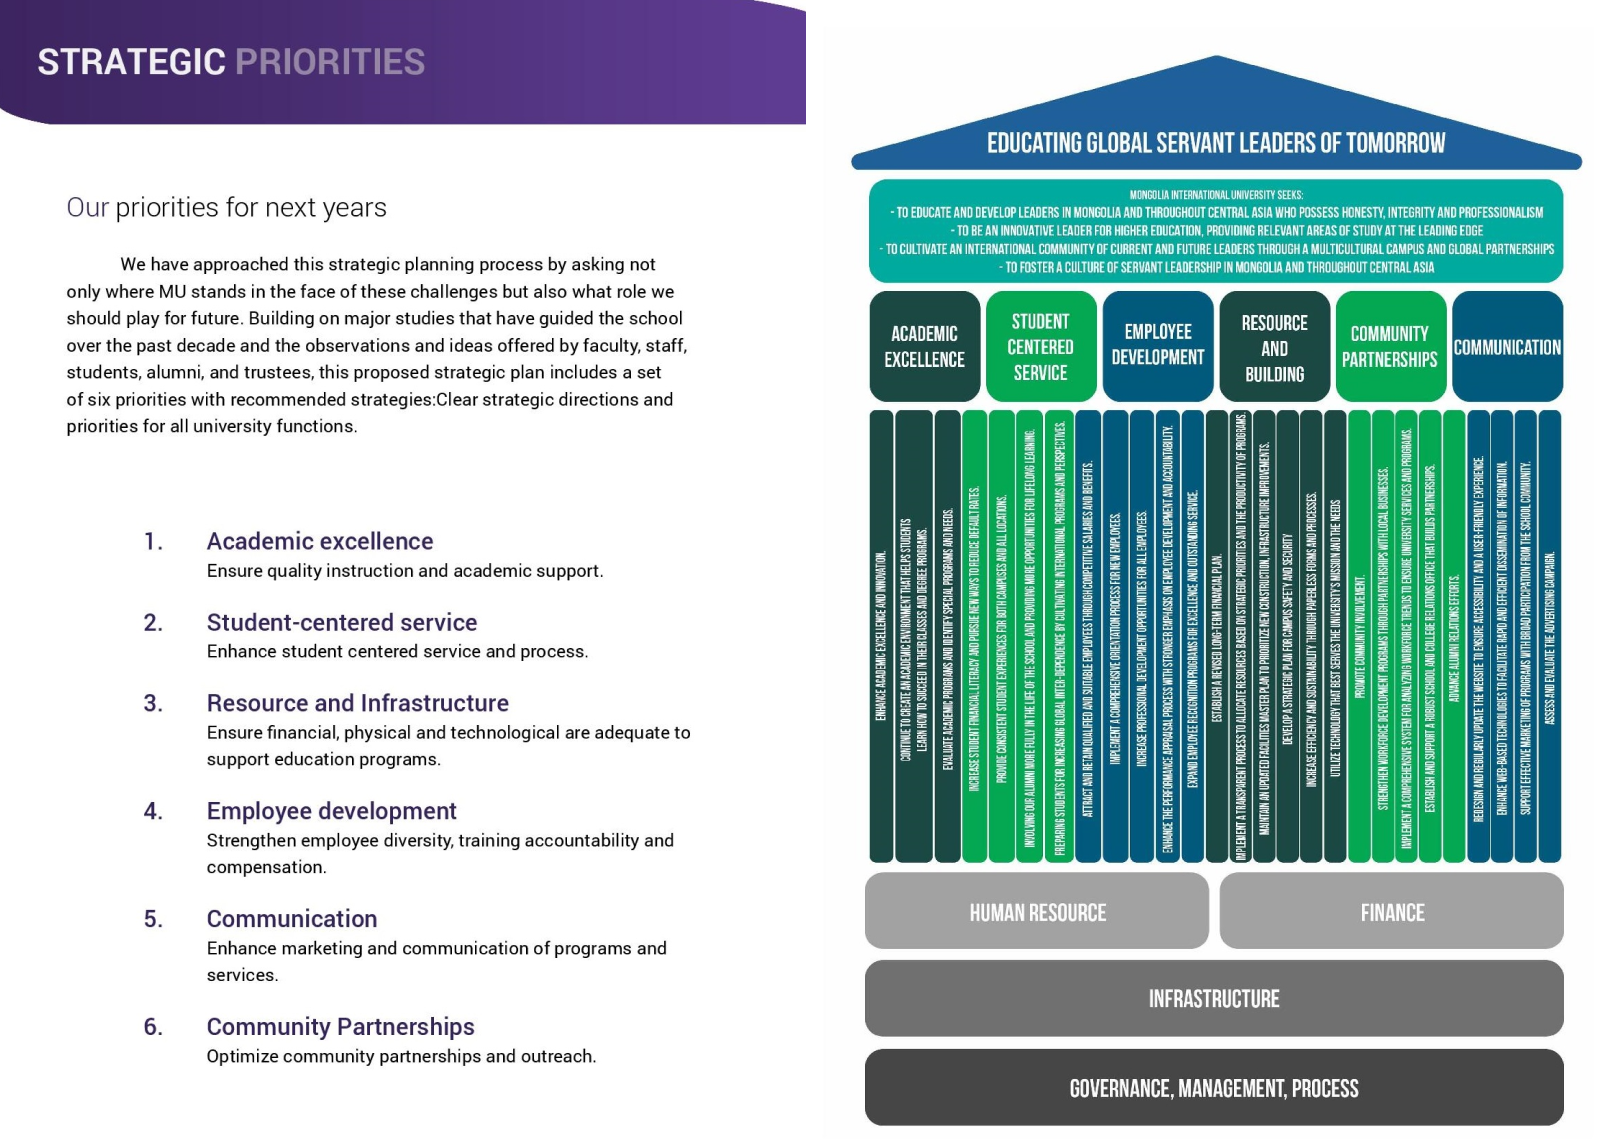 STRATEGIC PRIORITIES
Our priorities for next years
We have approached this strategic planning process by asking not
only where MU stands in the face of these challenges but also what role we
should play for future. Building on major studies that have guided the school
over the past decade and the observations and ideas offered by faculty, staff,
students, alumni, and trustees, this proposed strategic plan includes a set
of six priorities with recommended strategies:Clear strategic directions and
priorities for all university functions.
1. Academic excellence
Ensure quality instruction and academic support.
2. Student-centered service
Enhance student centered service and process.
3. Resource and Infrastructure
Ensure financial, physical and technological are adequate to
support education programs.
4. Employee development
Strengthen employee diversity, training accountability and
compensation.
5. Communication
Enhance marketing and communication of programs and
services.
6. Community Partnerships
Optimize community partnerships and outreach.
EDUCATING GLOBAL SERVANT LEADERS OF TOMORROW
MONGOLIA INTERNATIONAL UNIVERSITY SEEKS:
- TO EDUCATE AND DEVELOP LEADERS IN MONGOLIA AND THROUGHOUT CENTRAL ASIA WHO POSSESS HONESTY, INTEGRITY AND PROFESSIONALISM
- TO BE AN INNOVATIVE LEADER FOR HIGHER EDUCATION, PROVIDING RELEVANT AREAS OF STUDY AT THE LEADING EDGE
- TO CULTIVATE AN INTERNATIONAL COMMUNITY OF CURRENT AND FUTURE LEADERS THROUGH A MULTICULTURAL CAMPUS AND GLOBAL PARTNERSHIPS
- TO FOSTER A CULTURE OF SERVANT LEADERSHIP IN MONGOLIA AND THROUGHOUT CENTRAL ASIA
ACADEMIC
EXCELLENCE
STUDENT
CENTERED
SERVICE
EMPLOYEE
DEVELOPMENT
RESOURCE
AND
BUILDING
COMMUNITY
PARTNERSHIPS
COMMUNICATION
ENHANCE ACADEMIC EXCELLENCE AND INNOVATION.
CONTINUE TO CREATE AN ACADEMIC ENVIRONMENT THAT HELPS STUDENTS
LEARN HOW TO SUCCEED IN THEIR CLASSES AND DEGREE PROGRAMS.
EVALUATE ACADEMIC PROGRAMS AND IDENTIFY SPECIAL PROGRAMS AND NEEDS.
INCREASE STUDENT FINANCIAL LITERACY AND PURSUE NEW WAYS TO REDUCE DEFAULT RATES.
PROVIDE CONSISTENT STUDENT EXPERIENCES FOR BOTH CAMPUSES AND ALL LOCATIONS.
INVOLVING OUR ALUMNI MORE FULLY IN THE LIFE OF THE SCHOOL AND PROVIDING MORE OPPORTUNITIES FOR LIFELONG LEARNING.
PREPARING STUDENTS FOR INCREASING GLOBAL INTER-DEPENDENCE BY CULTIVATING INTERNATIONAL PROGRAMS AND PERSPECTIVES.
ATTRACT AND RETAIN QUALIFIED AND SUITABLE EMPLOYEES THROUGH COMPETITIVE SALARIES AND BENEFITS.
IMPLEMENT A COMPREHENSIVE ORIENTATION PROCESS FOR NEW EMPLOYEES.
INCREASE PROFESSIONAL DEVELOPMENT OPPORTUNITIES FOR ALL EMPLOYEES.
ENHANCE THE PERFORMANCE APPRAISAL PROCESS WITH STRONGER EMPHASIS ON EMPLOYEE DEVELOPMENT AND ACCOUNTABILITY.
EXPAND EMPLOYEE RECOGNITION PROGRAMS FOR EXCELLENCE AND OUTSTANDING SERVICE.
ESTABLISH A REVISED LONG-TERM FINANCIAL PLAN.
IMPLEMENT A TRANSPARENT PROCESS TO ALLOCATE RESOURCES BASED ON STRATEGIC PRIORITIES AND THE PRODUCTIVITY OF PROGRAMS.
MAINTAIN AN UPDATED FACILITIES MASTER PLAN TO PRIORITIZE NEW CONSTRUCTION, INFRASTRUCTURE IMPROVEMENTS.
DEVELOP A STRATEGIC PLAN FOR CAMPUS SAFETY AND SECURITY
INCREASE EFFICIENCY AND SUSTAINABILITY THROUGH PAPERLESS FORMS AND PROCESSES.
UTILIZE TECHNOLOGY THAT BEST SERVES THE UNIVERSITY'S MISSIO AND THE NEEDS
PROMOTE COMMUNITY INVOLVEMENT.
STRENGTHEN WORKFORCE DEVELOPMENT PROGRAMS THROUGH PARTNERSHIPS WITH LOCAL BUSINESSES.
IMPLEMENT A COMPREHENSIVE SYSTEM FOR ANALYZING WORKFORCE TRENDS TO ENSURE UNIVERSITY SERVICES AND PROGRAMS.
ESTABLISH AND SUPPORT A ROBUST SCHOOL AND COLLEGE RELATIONS OFFICE THAT BUILDS PARTNERSHIPS.
ADVANCE ALUMNI RELATIONS EFFORTS.
REDESIGN AND REGULARLY UPDATE THE WEBSITE TO ENSURE ACCESSIBILITY AND A USER-FRIENDLY EXPERIENCE.
ENHANCE WEB-BASED TECHNOLOGIES TO FACILITATE RAPID AND EFFICIENT DISSEMINATION OF INFORMATION.
SUPPORT EFFECTIVE MARKETING OF PROGRAMS WITH BROAD PARTICIPATION FROM THE SCHOOL COMMUNITY.
ASSESS AND EVALUATE THE ADVERTISING CAMPAIGN.
HUMAN RESOURCE
FINANCE
INFRASTRUCTURE
GOVERNANCE, MANAGEMENT, PROCESS